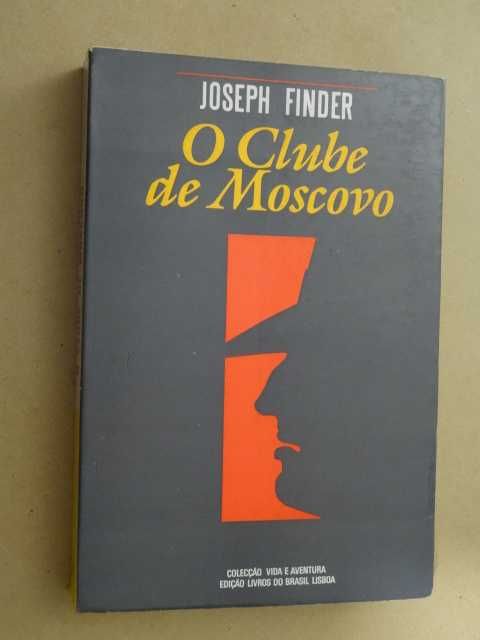 JOSEPH FINDER
O Clube
de Moscovo
COLECÇÃO VIDA E AVENTURA
EDIÇÃO LIVROS DO BRASIL LISBOA